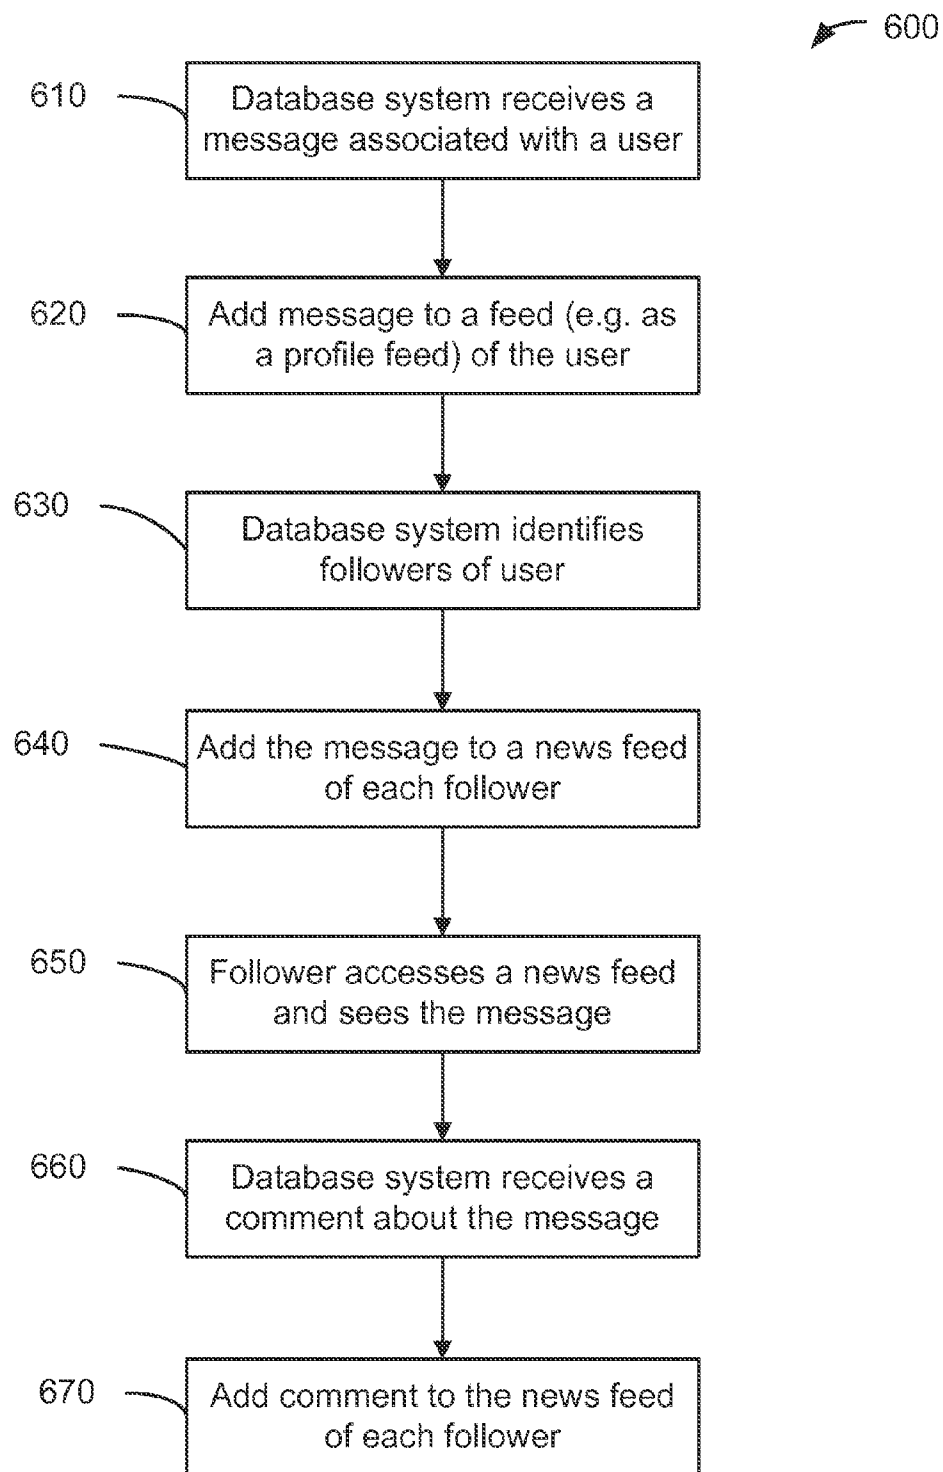 600
610
Database system receives a
message associated with a user
620
Add message to a feed (e.g. as
a profile feed) of the user
630
Database system identifies
followers of user
640
Add the message to a news feed
of each follower
650
Follower accesses a news feed
and sees the message
660
Database system receives a
comment about the message
670
Add comment to the news feed
of each follower